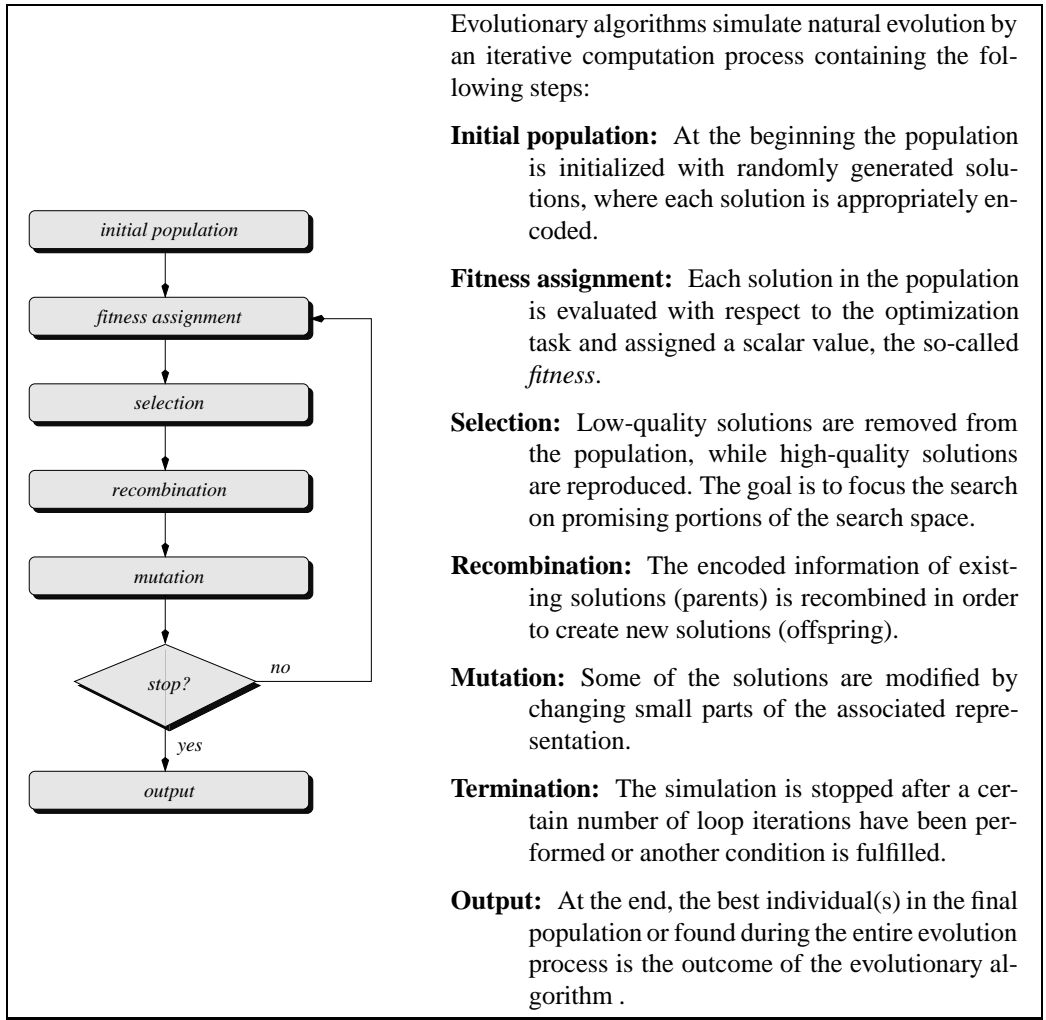 initial population
fitness assignment
selection
recombination
mutation
stop?
no
yes
output
Evolutionary algorithms simulate natural evolution by
an iterative computation process containing the fol-
lowing steps:
Initial population: At the beginning the population
is initialized with randomly generated solu-
tions, where each solution is appropriately en-
coded.
Fitness assignment: Each solution in the population
is evaluated with respect to the optimization
task and assigned a scalar value, the so-called
fitness.
Selection: Low-quality solutions are removed from
the population, while high-quality solutions
are reproduced. The goal is to focus the search
on promising portions of the search space.
Recombination: The encoded information of exist-
ing solutions (parents) is recombined in order
to create new solutions (offspring).
Mutation: Some of the solutions are modified by
changing small parts of the associated repre-
sentation.
Termination: The simulation is stopped after a cer-
tain number of loop iterations have been per-
formed or another condition is fulfilled.
Output: At the end, the best individual(s) in the final
population or found during the entire evolution
process is the outcome of the evolutionary al-
gorithm .